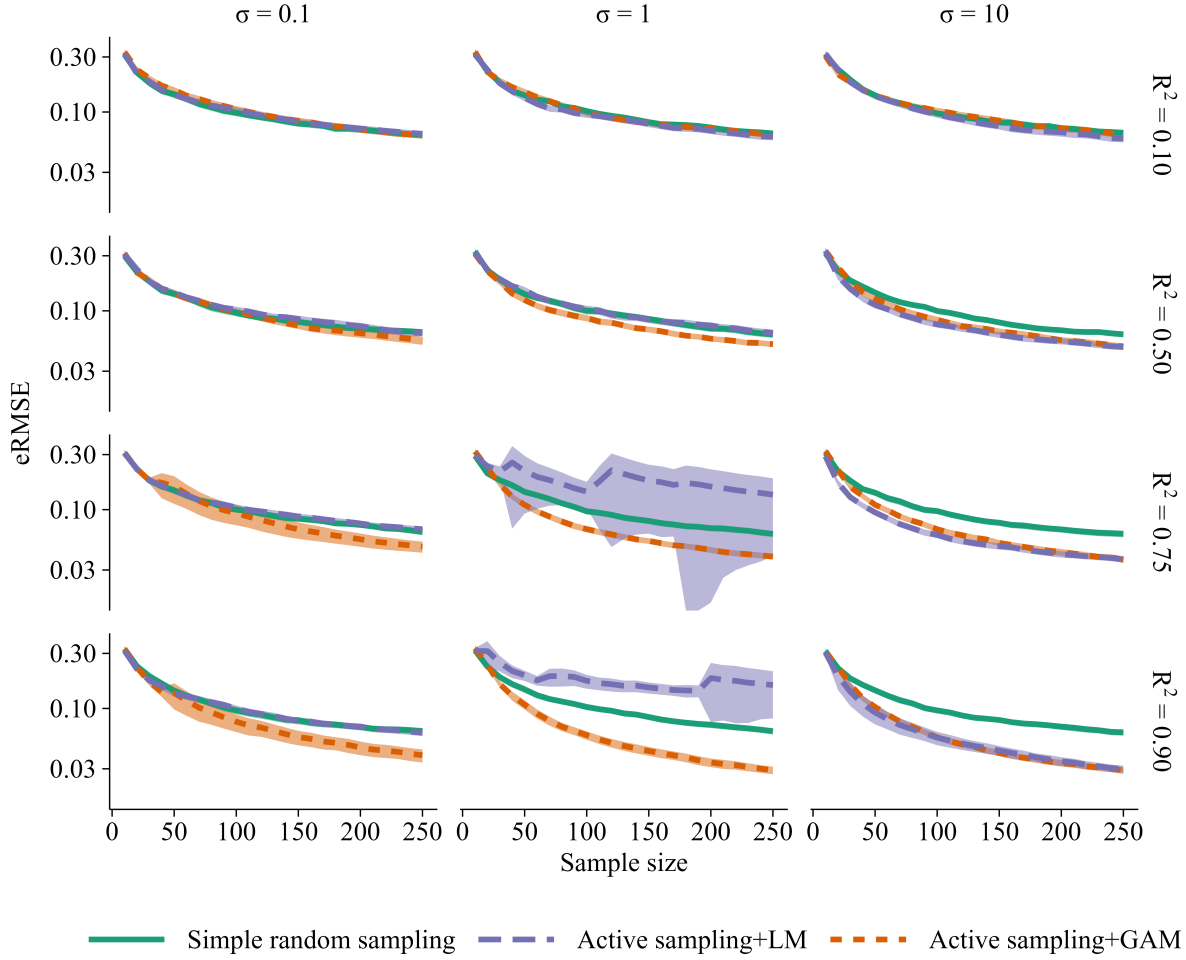 σ = 0.1 σ = 1 σ = 10
0.30
0.10
0.03
R² = 0.10
0.30
0.10
0.03
R² = 0.50
0.30
0.10
0.03
R² = 0.75
0.30
0.10
0.03
R² = 0.90
eRMSE
0 50 100 150 200 250 0 50 100 150 200 250 0 50 100 150 200 250
Sample size
Simple random sampling Active sampling+LM Active sampling+GAM